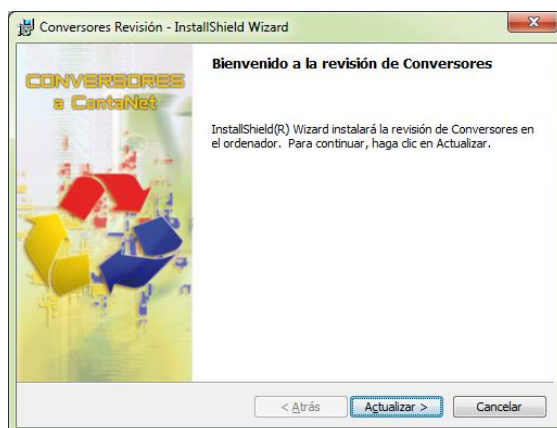 Conversores Revisión - InstallShield Wizard
CONVERSORES
a ContaNet
Bienvenido a la revisión de Conversores
InstallShield(R) Wizard instalará la revisión de Conversores en
el ordenador. Para continuar, haga clic en Actualizar.
< Atrás
Actualizar >
Cancelar